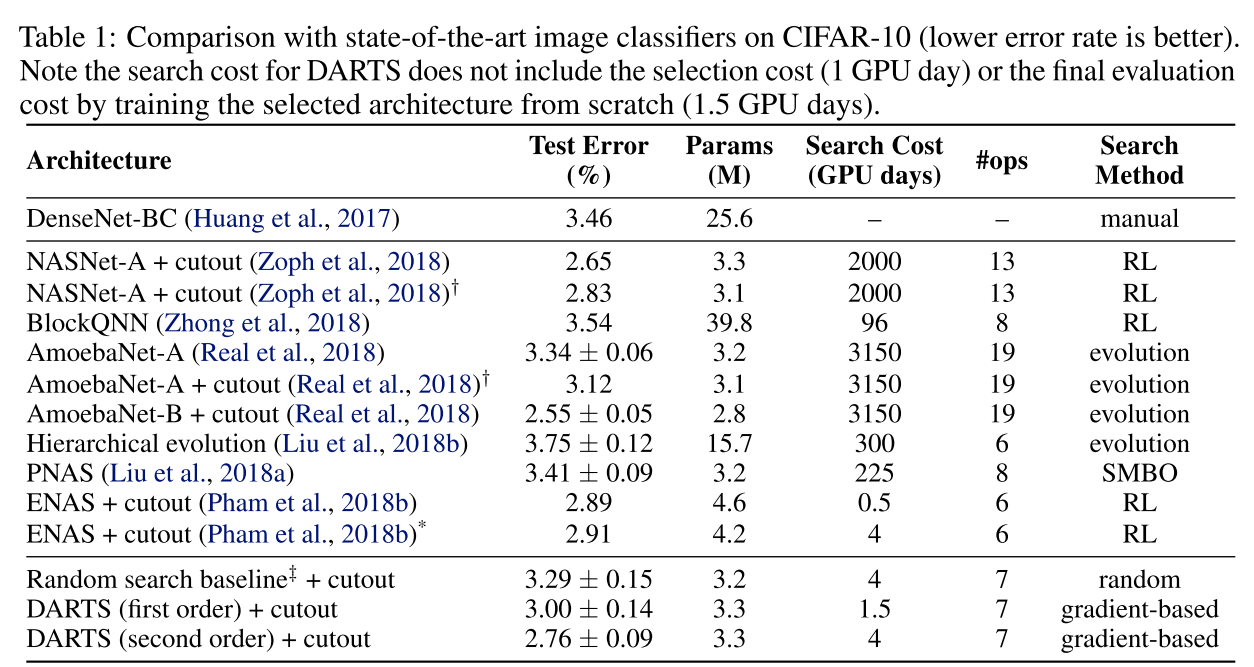 Table 1: Comparison with state-of-the-art image classifiers on CIFAR-10 (lower error rate is better).
Note the search cost for DARTS does not include the selection cost (1 GPU day) or the final evaluation
cost by training the selected architecture from scratch (1.5 GPU days).
Architecture Test Error (%) Params (M) Search Cost (GPU days) #ops Search Method
DenseNet-BC (Huang et al., 2017) 3.46 25.6 – – manual
NASNet-A + cutout (Zoph et al., 2018) 2.65 3.3 2000 13 RL
NASNet-A + cutout (Zoph et al., 2018)† 2.83 3.1 2000 13 RL
BlockQNN (Zhong et al., 2018) 3.54 39.8 96 8 RL
AmoebaNet-A (Real et al., 2018) 3.34 ± 0.06 3.2 3150 19 evolution
AmoebaNet-A + cutout (Real et al., 2018)† 3.12 3.1 3150 19 evolution
AmoebaNet-B + cutout (Real et al., 2018) 2.55 ± 0.05 2.8 3150 19 evolution
Hierarchical evolution (Liu et al., 2018b) 3.75 ± 0.12 15.7 300 6 evolution
PNAS (Liu et al., 2018a) 3.41 ± 0.09 3.2 225 8 SMBO
ENAS + cutout (Pham et al., 2018b) 2.89 4.6 0.5 6 RL
ENAS + cutout (Pham et al., 2018b)* 2.91 4.2 4 6 RL
Random search baseline‡ + cutout 3.29 ± 0.15 3.2 4 7 random
DARTS (first order) + cutout 3.00 ± 0.14 3.3 1.5 7 gradient-based
DARTS (second order) + cutout 2.76 ± 0.09 3.3 4 7 gradient-based